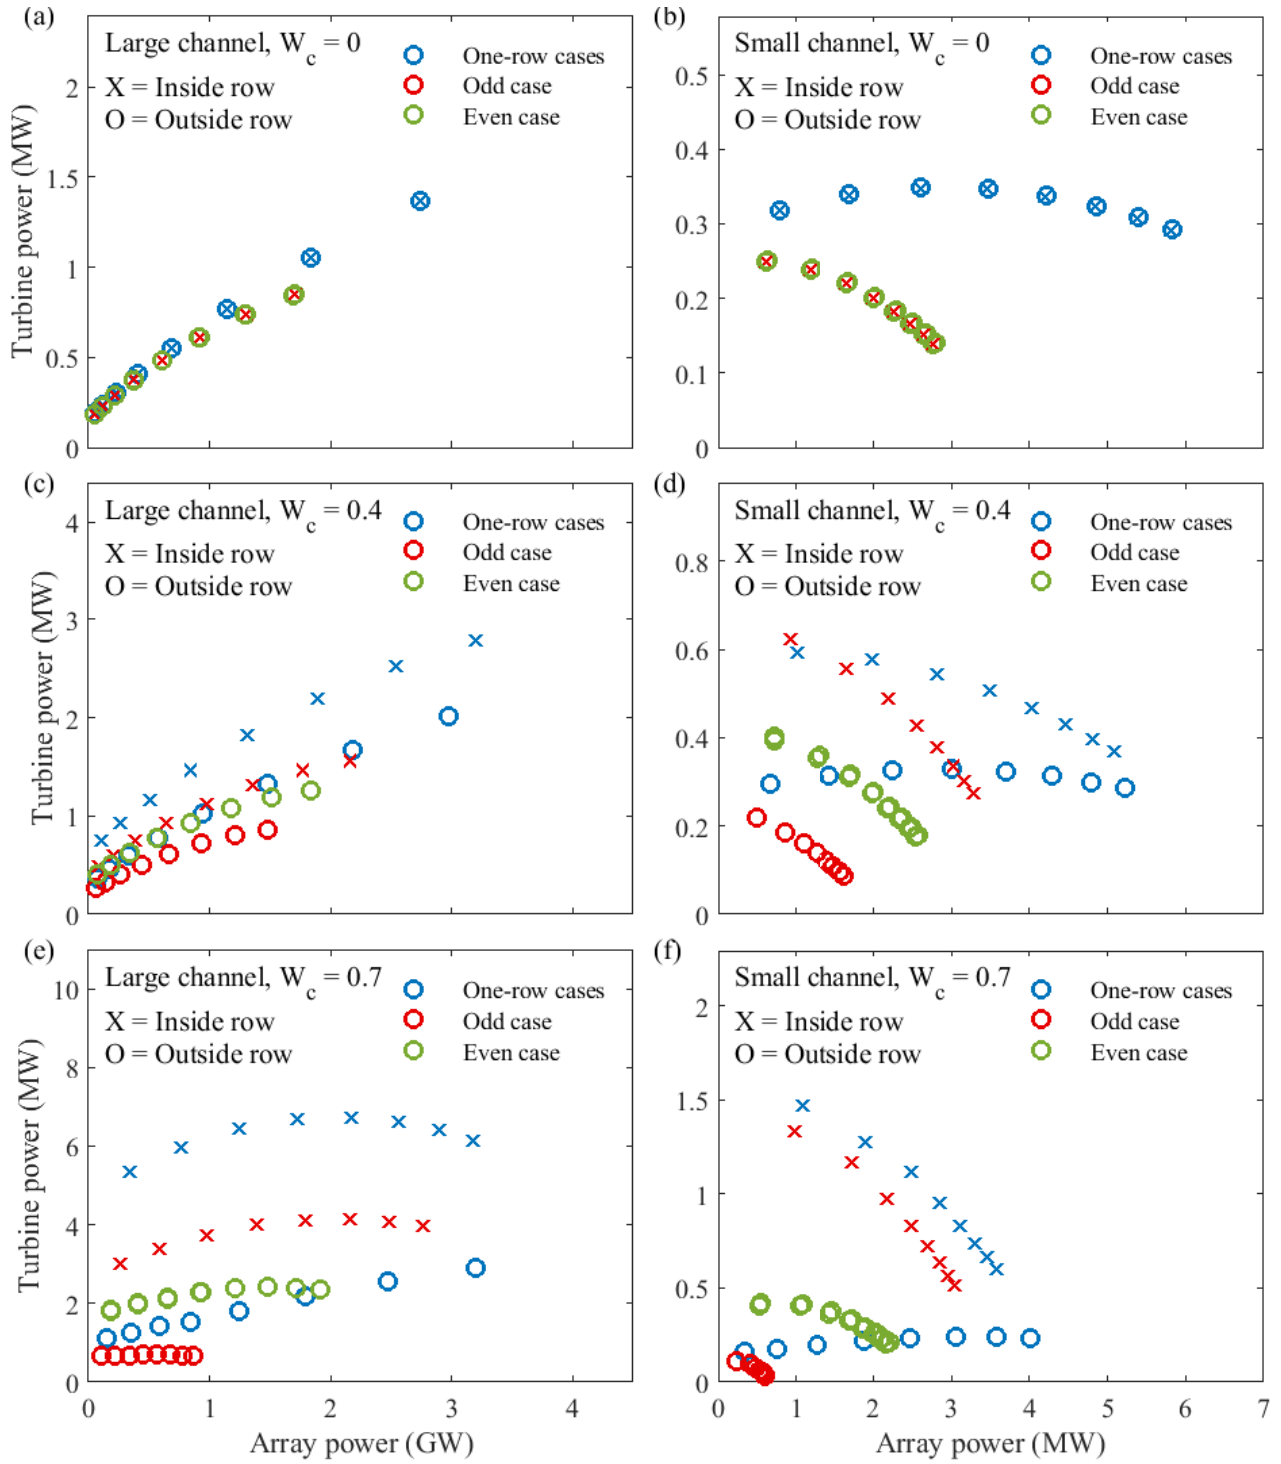 (a)
Large channel, W_c = 0
X = Inside row
O = Outside row
One-row cases
Odd case
Even case
Turbine power (MW)
2
1.5
1
0.5
0
(b)
Small channel, W_c = 0
X = Inside row
O = Outside row
One-row cases
Odd case
Even case
0.5
0.4
0.3
0.2
0.1
0
(c)
Large channel, W_c = 0.4
X = Inside row
O = Outside row
One-row cases
Odd case
Even case
Turbine power (MW)
4
3
2
1
0
(d)
Small channel, W_c = 0.4
X = Inside row
O = Outside row
One-row cases
Odd case
Even case
0.8
0.6
0.4
0.2
0
(e)
Large channel, W_c = 0.7
X = Inside row
O = Outside row
One-row cases
Odd case
Even case
Turbine power (MW)
10
8
6
4
2
0
0 1 2 3 4
Array power (GW)
(f)
Small channel, W_c = 0.7
X = Inside row
O = Outside row
One-row cases
Odd case
Even case
2
1.5
1
0.5
0
0 1 2 3 4 5 6 7
Array power (MW)